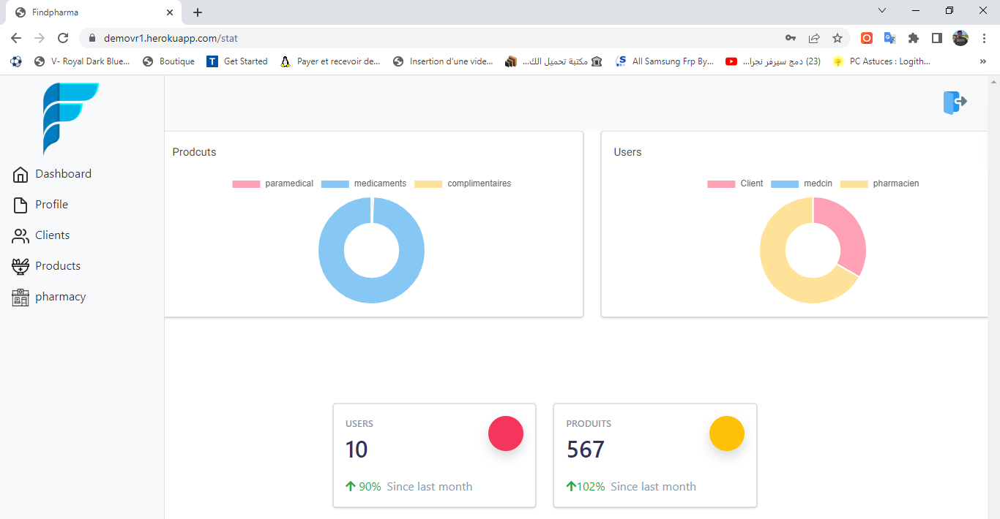 Findpharma
demovr1.herokuapp.com/stat
V- Royal Dark Blue...
Boutique
T Get Started
Payer et recevoir de...
Insertion d'une vide...
مكتبة تحميل الك...
S All Samsung Frp By...
(23) دمج سيرفر نجرا...
PC Astuces : Logith...
»
Dashboard
Profile
Clients
Products
pharmacy
Prodcuts
paramedical medicaments complimentaires
Users
Client medcin pharmacien
USERS
10
90% Since last month
PRODUITS
567
102% Since last month